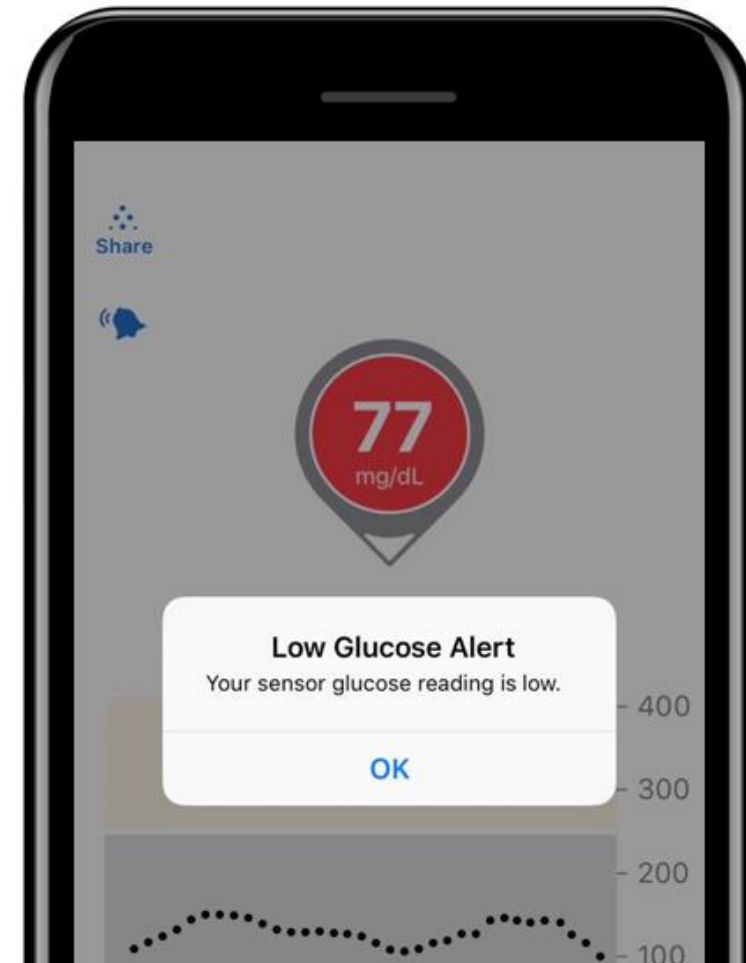 Share
77
mg/dL
Low Glucose Alert
Your sensor glucose reading is low.
OK
400
300
200
100